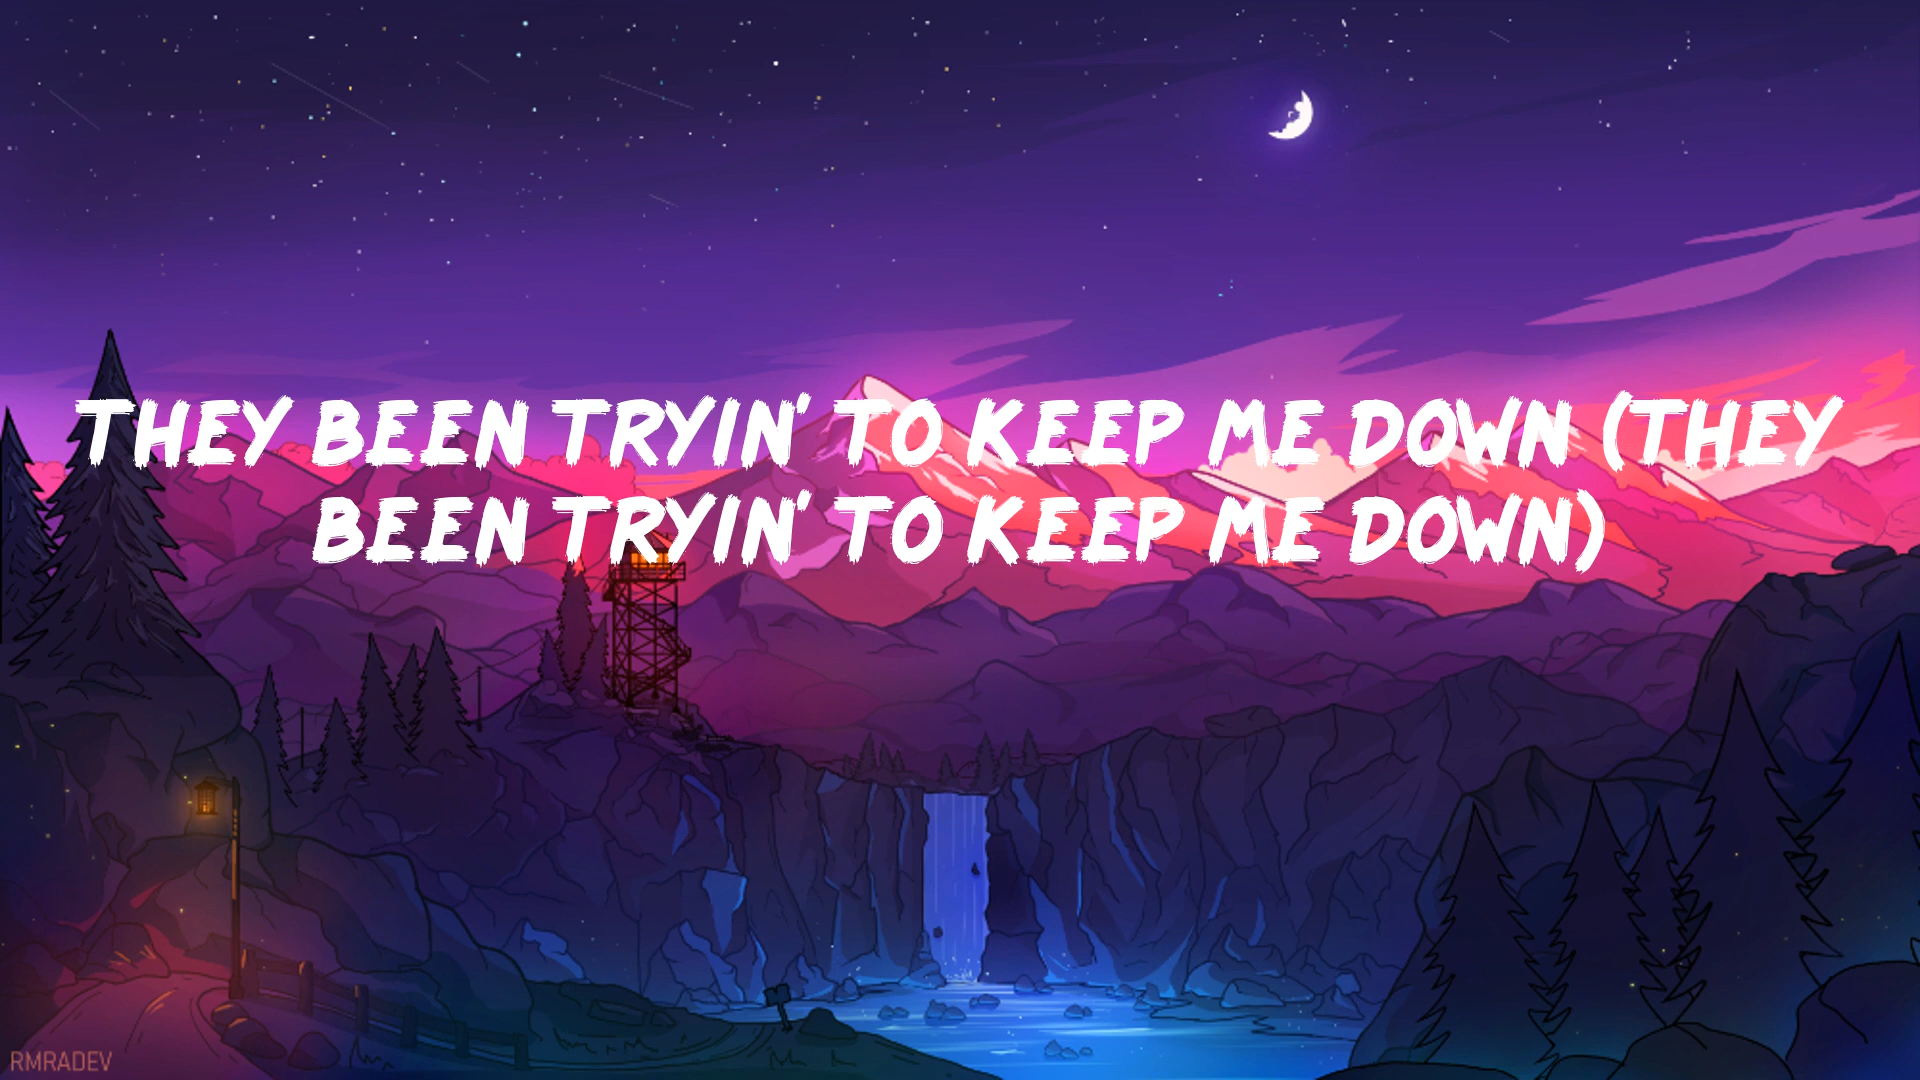 THEY BEEN TRYIN' TO KEEP ME DOWN (THEY
BEEN TRYIN' TO KEEP ME DOWN)
RMRADEV